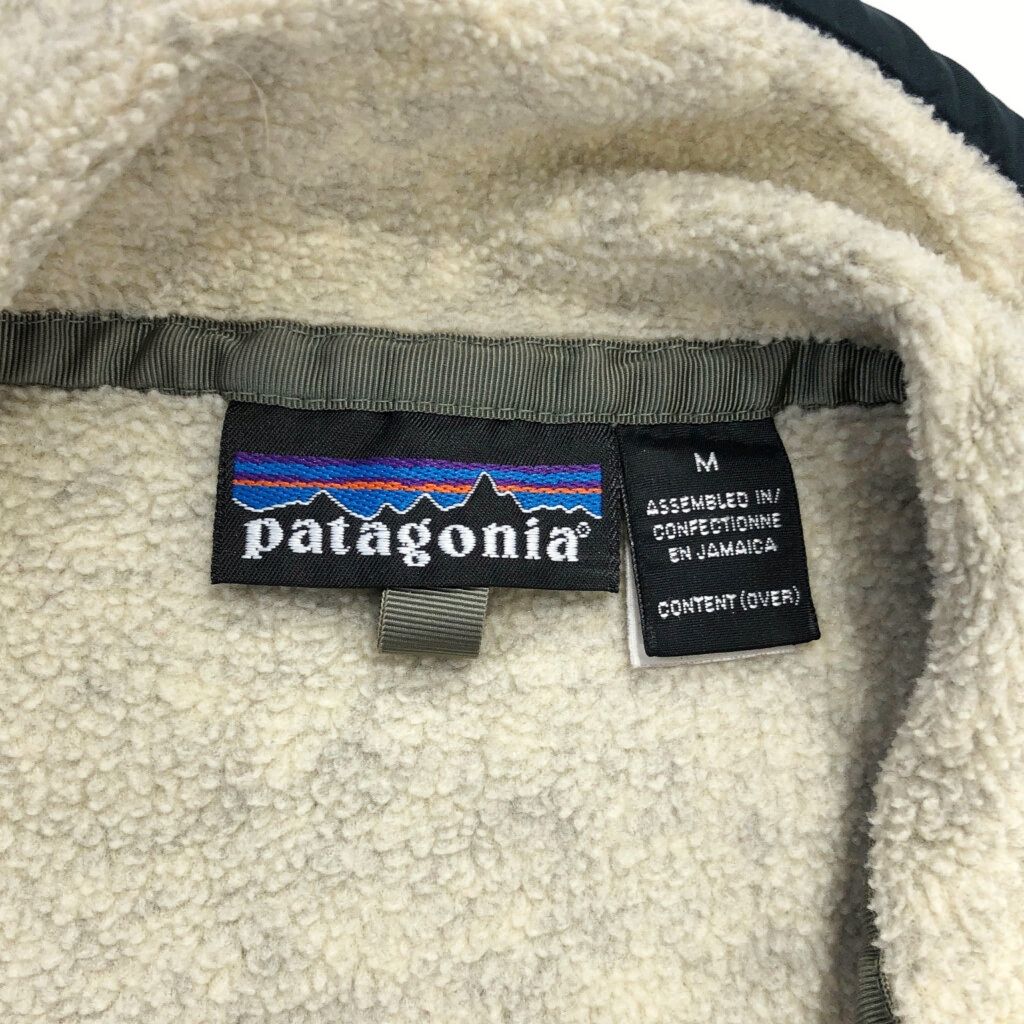 patagonia®
M
ASSEMBLED IN/
CONFECTIONNE
EN JAMAICA
CONTENT (OVER)